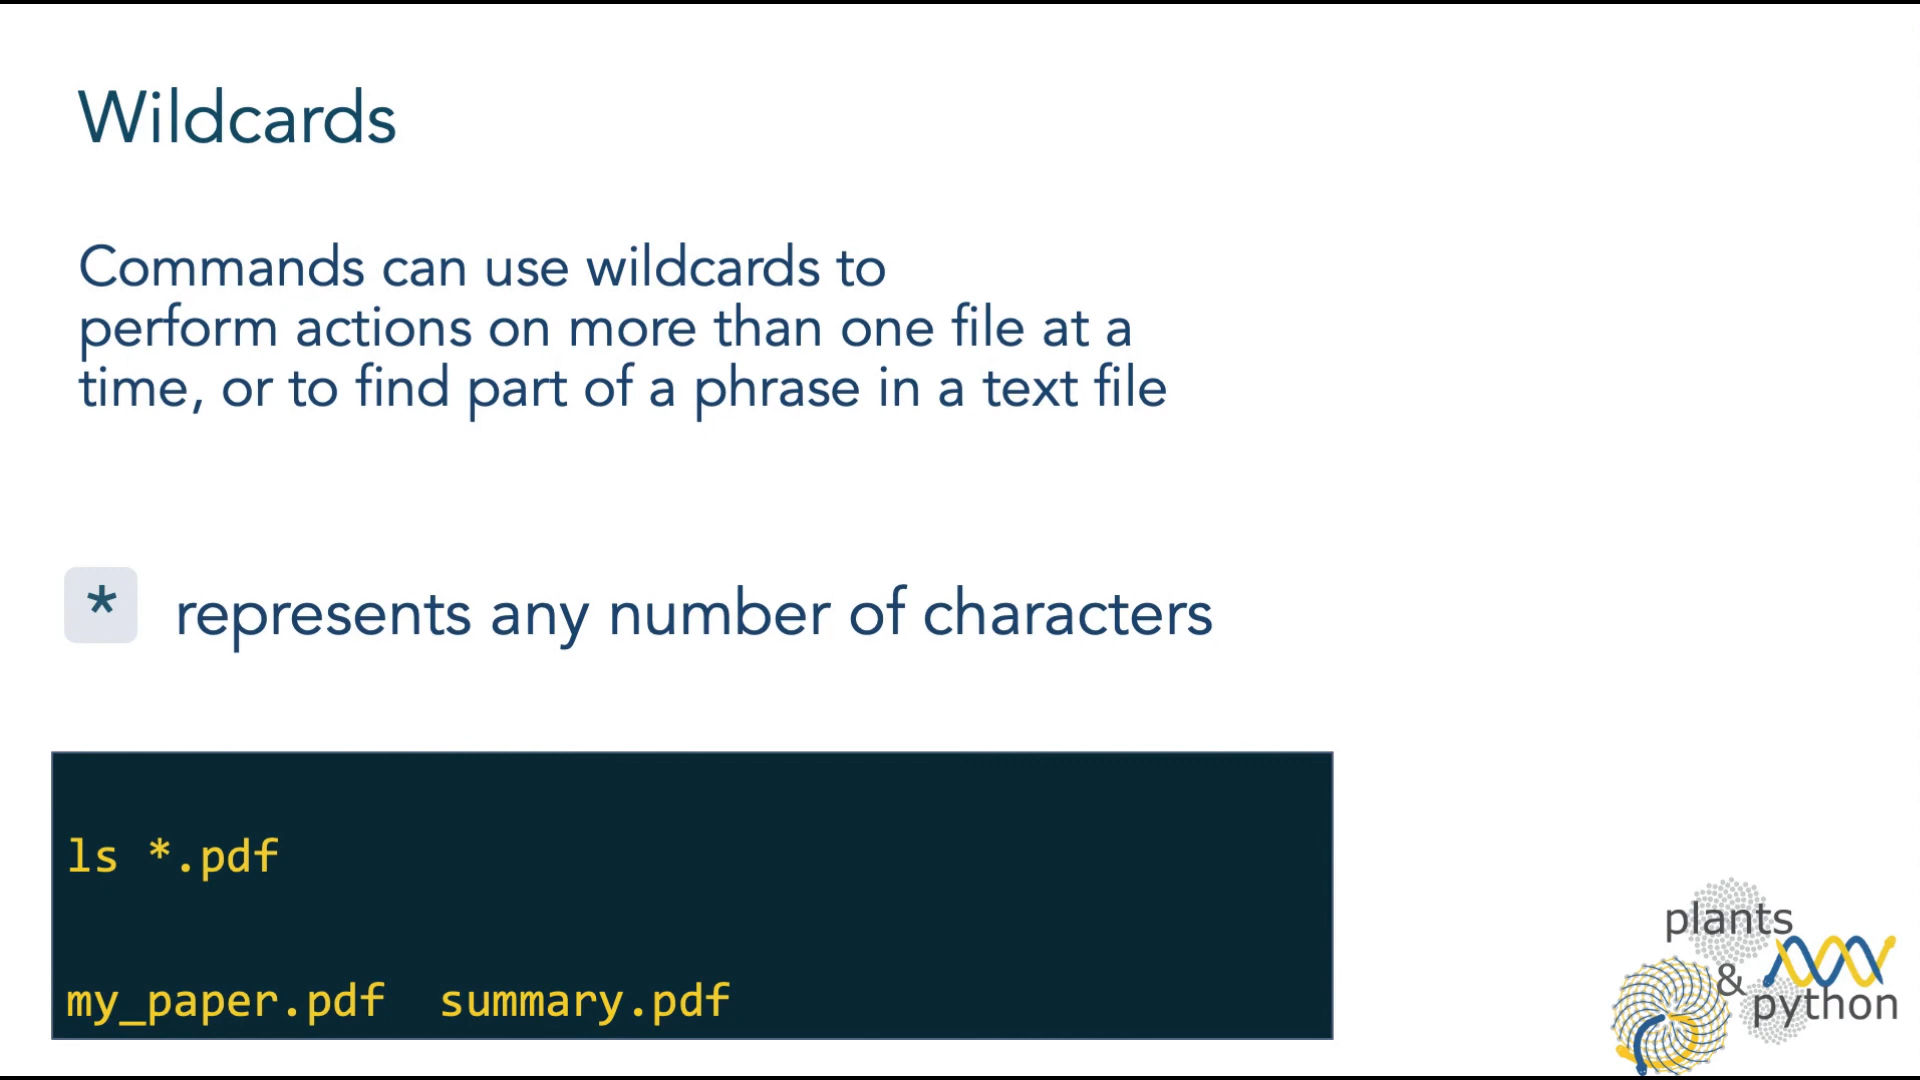 Wildcards
Commands can use wildcards to
perform actions on more than one file at a
time, or to find part of a phrase in a text file
* represents any number of characters
ls *.pdf
my_paper.pdf summary.pdf
plants
&
python